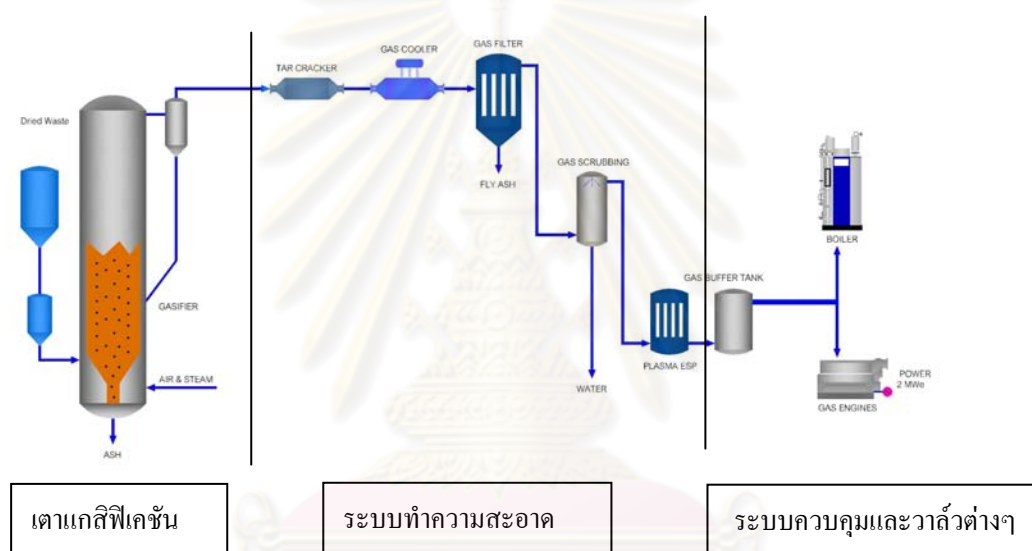 Dried Waste
GASIFIER
AIR & STEAM
ASH
TAR CRACKER
GAS COOLER
GAS FILTER
FLY ASH
GAS SCRUBBING
WATER
PLASMA ESP
GAS BUFFER TANK
BOILER
POWER
2 MWe
GAS ENGINES
เตาแกสิฟิเคชัน
ระบบทำความสะอาด
ระบบควบคุมและวาล์วต่างๆ